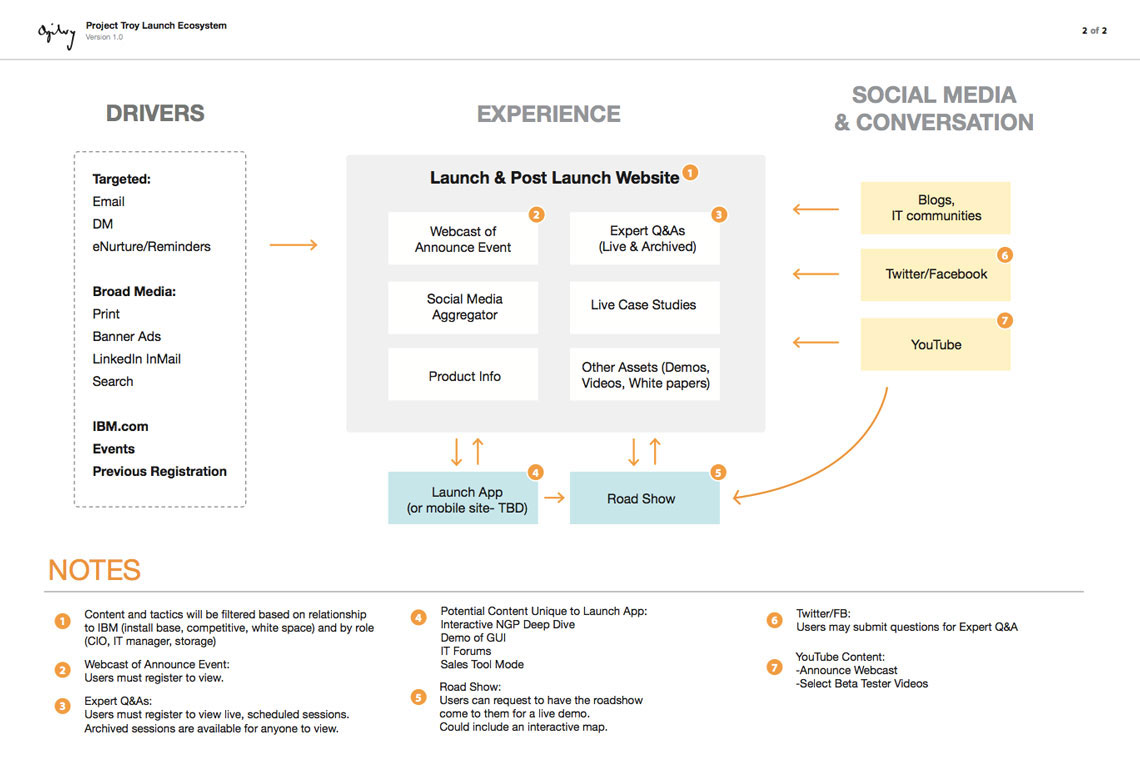 Ogilvy
Project Troy Launch Ecosystem
Version 1.0
2 of 2
DRIVERS
Targeted:
Email
DM
eNurture/Reminders
Broad Media:
Print
Banner Ads
LinkedIn InMail
Search
IBM.com
Events
Previous Registration
EXPERIENCE
Launch & Post Launch Website 1
2
Webcast of
Announce Event
3
Expert Q&As
(Live & Archived)
Social Media
Aggregator
Live Case Studies
Product Info
Other Assets (Demos,
Videos, White papers)
4
Launch App
(or mobile site- TBD)
5
Road Show
SOCIAL MEDIA
& CONVERSATION
Blogs,
IT communities
6
Twitter/Facebook
7
YouTube
NOTES
1
Content and tactics will be filtered based on relationship
to IBM (install base, competitive, white space) and by role
(CIO, IT manager, storage)
2
Webcast of Announce Event:
Users must register to view.
3
Expert Q&As:
Users must register to view live, scheduled sessions.
Archived sessions are available for anyone to view.
4
Potential Content Unique to Launch App:
Interactive NGP Deep Dive
Demo of GUI
IT Forums
Sales Tool Mode
5
Road Show:
Users can request to have the roadshow
come to them for a live demo.
Could include an interactive map.
6
Twitter/FB:
Users may submit questions for Expert Q&A
7
YouTube Content:
-Announce Webcast
-Select Beta Tester Videos